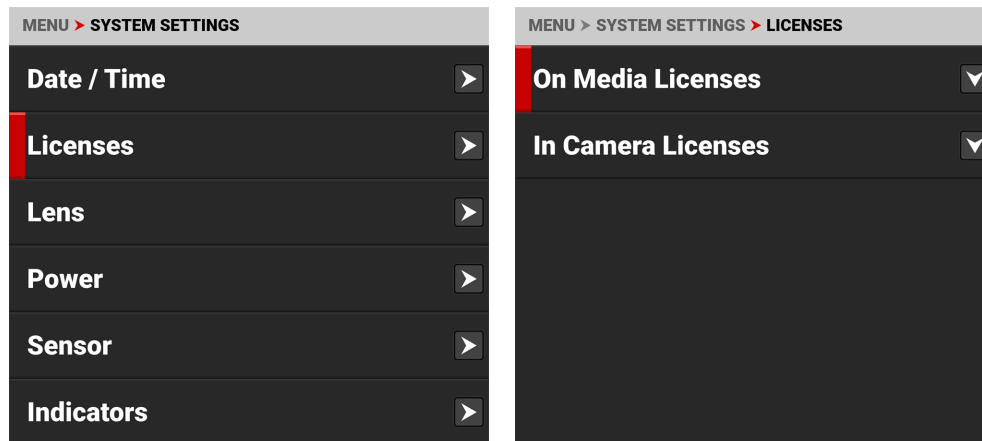 MENU > SYSTEM SETTINGS
Date / Time
Licenses
Lens
Power
Sensor
Indicators
MENU > SYSTEM SETTINGS > LICENSES
On Media Licenses
In Camera Licenses